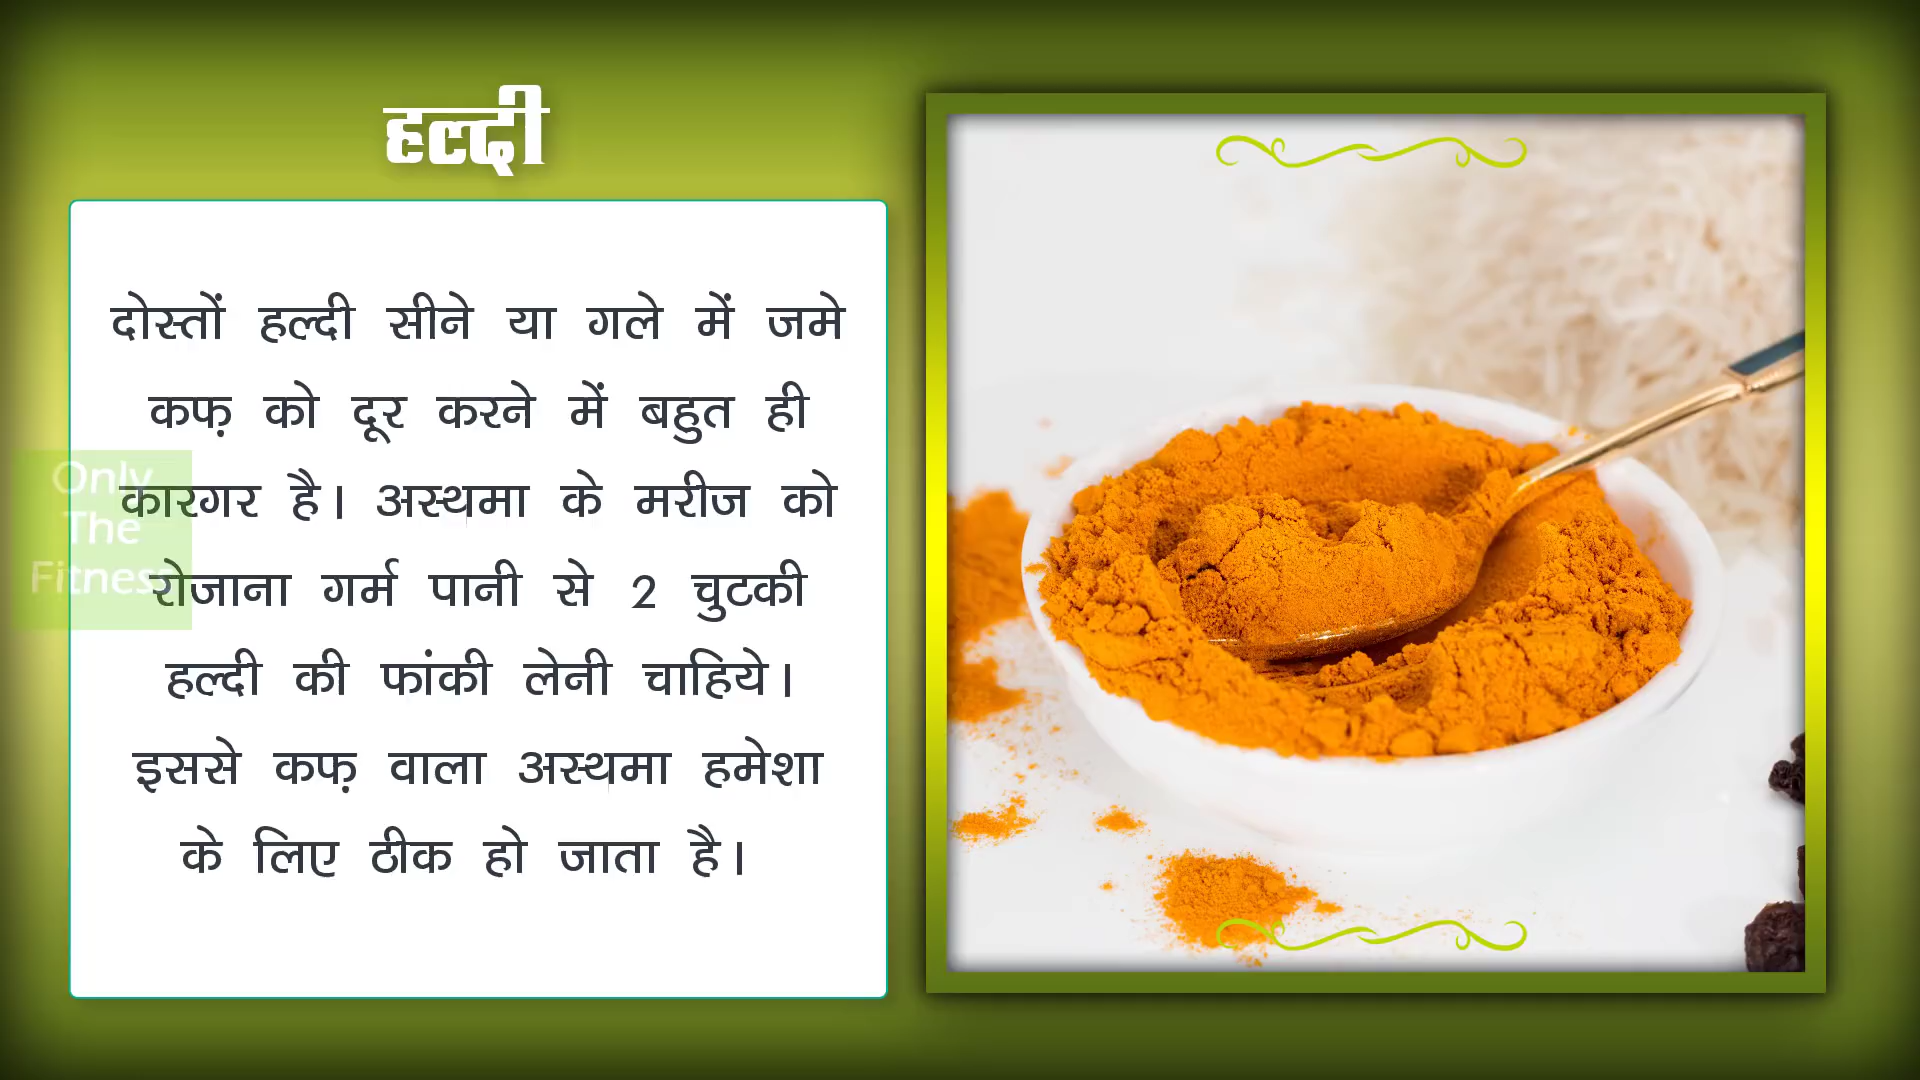 हल्दी
दोस्तों हल्दी सीने या गले में जमे
कफ़ को दूर करने में बहुत ही
कारगर है। अस्थमा के मरीज को
रोजाना गर्म पानी से 2 चुटकी
हल्दी की फांकी लेनी चाहिये।
इससे कफ़ वाला अस्थमा हमेशा
के लिए ठीक हो जाता है।
Only
The
Fitness